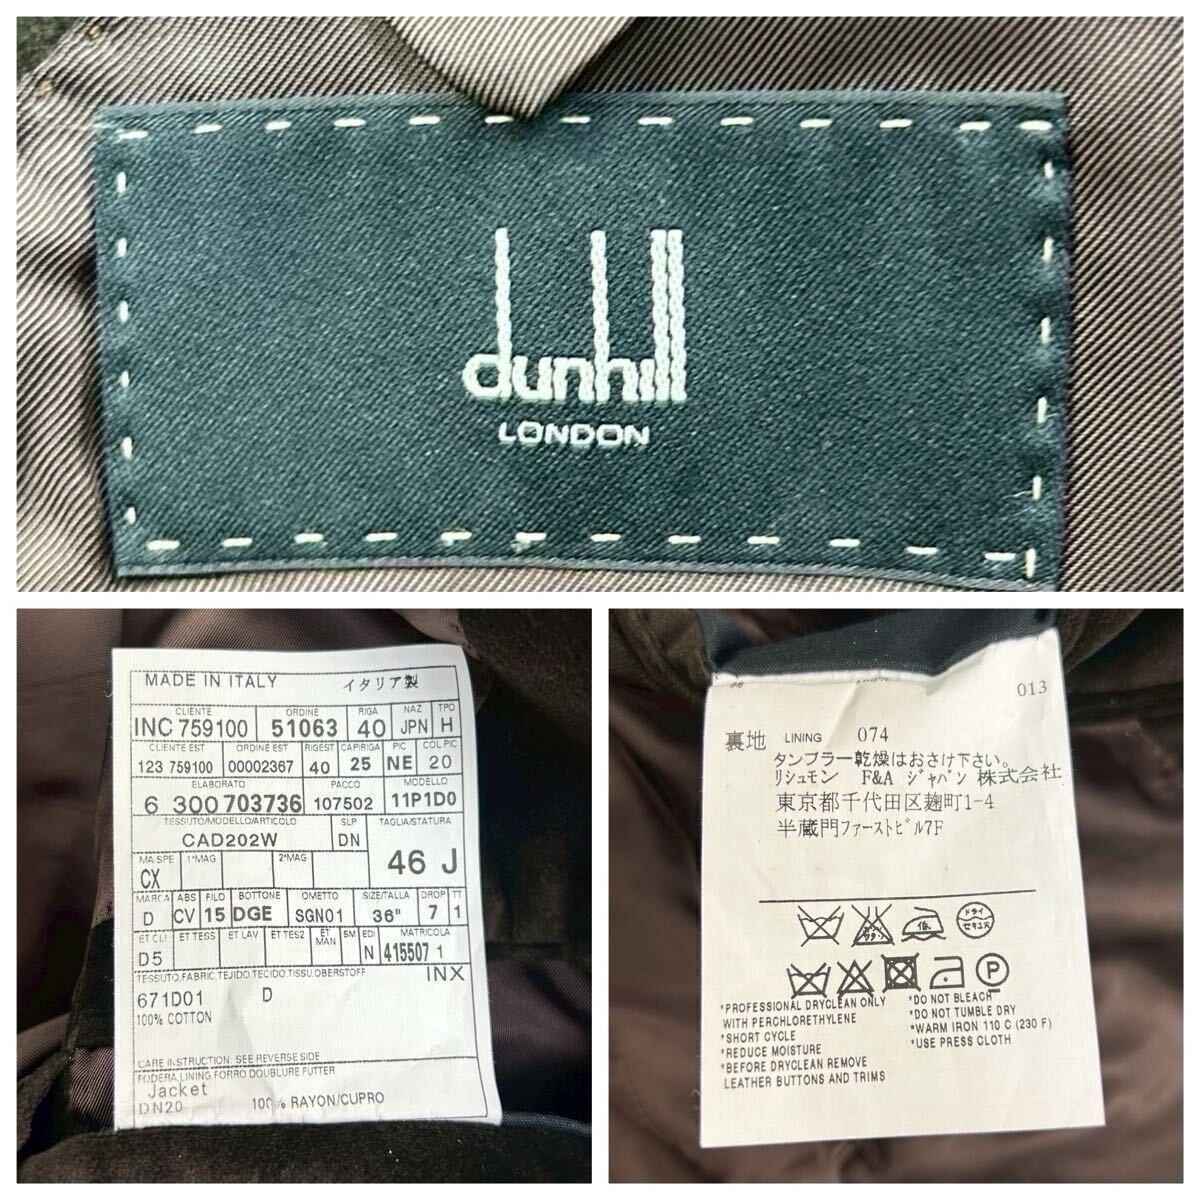 dunhill
LONDON
MADE IN ITALY イタリア製
CLIENTE ORDINE RIGA NAZ TPO
INC 759100 51063 40 JPN H
CLIENTE EST ORDINE EST RIGEST CAPIRIGA PIC COL PIC
123 759100 00002367 40 25 NE 20
ELABORATO PACCO MODELLO
6 300 703736 107502 11P1D0
TESSUTO/MODELLO/ARTICOLO SLP TAGLIA/STATURA
CAD202W DN 46 J
MA SPE 1°MAG 2°MAG
CX
MARCA ABS FILO BOTTONE OMETTO SIZE/TALLA DROP TT
D CV 15 DGE SGN01 36" 7 1
ET CLI ET TESS ET LAV ET TES2 ET MAN SM EDI MATRICOLA
D5 N 415507 1
TESSUTO,FABRIC,TEJIDO,TECIDO,TISSU,OBERSTOFF INX
671D01 D
100% COTTON
CARE INSTRUCTION: SEE REVERSE SIDE
FODERA,LINING,FORRO,DOUBLURE,FUTTER
Jacket
DN20 100% RAYON/CUPRO
013
裏地 LINING 074
タンブラー乾燥はおさけ下さい。
リシュモン F&A ジャパン 株式会社
東京都千代田区麹町1-4
半蔵門ファーストビル7F
低
ドライ
セキユ系
P
*PROFESSIONAL DRYCLEAN ONLY
WITH PERCHLORETHYLENE
*SHORT CYCLE
*REDUCE MOISTURE
*BEFORE DRYCLEAN REMOVE
LEATHER BUTTONS AND TRIMS
*DO NOT BLEACH
*DO NOT TUMBLE DRY
*WARM IRON 110 C (230 F)
*USE PRESS CLOTH